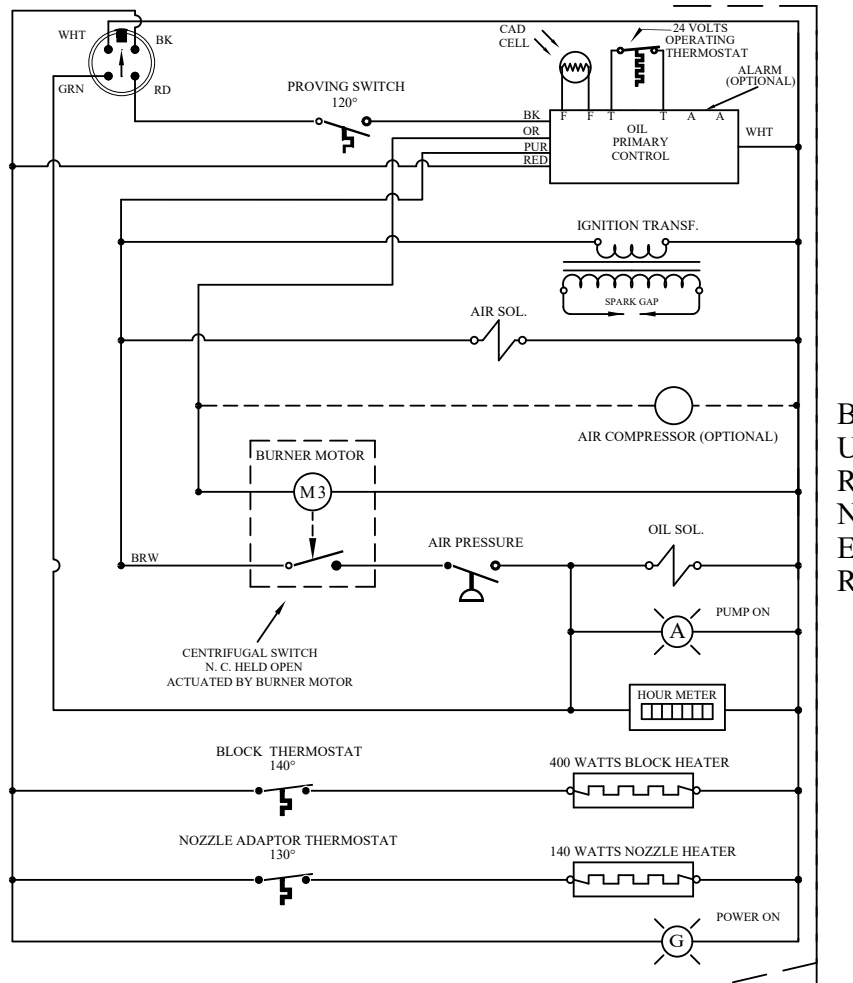 WHT
BK
GRN
RD
PROVING SWITCH
120°
CAD
CELL
24 VOLTS
OPERATING
THERMOSTAT
ALARM
(OPTIONAL)
BK
OR
PUR
RED
F F T T A A
OIL
PRIMARY
CONTROL
WHT
IGNITION TRANSF.
SPARK GAP
AIR SOL.
AIR COMPRESSOR (OPTIONAL)
BURNER MOTOR
M3
BRW
AIR PRESSURE
OIL SOL.
PUMP ON
A
CENTRIFUGAL SWITCH
N. C. HELD OPEN
ACTUATED BY BURNER MOTOR
HOUR METER
BLOCK THERMOSTAT
140°
400 WATTS BLOCK HEATER
NOZZLE ADAPTOR THERMOSTAT
130°
140 WATTS NOZZLE HEATER
POWER ON
G
B
U
R
N
E
R